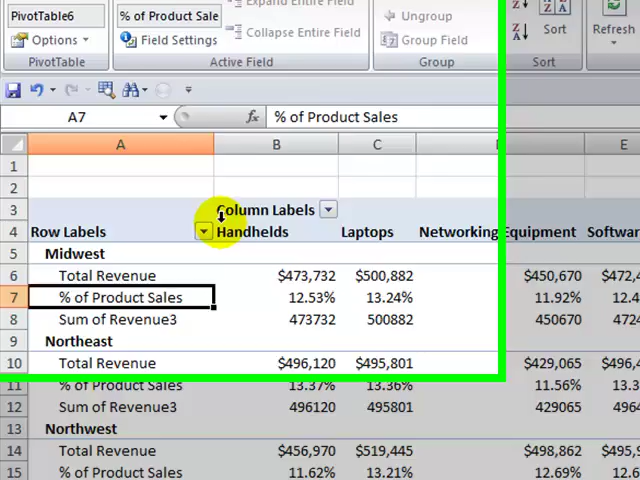 PivotTable6
Options
PivotTable
% of Product Sale
Field Settings
Expand Entire Field
Collapse Entire Field
Active Field
Ungroup
Group Field
Group
Sort
Sort
Refresh
A7
fx
% of Product Sales
A B C E
1
2
3 Column Labels
4 Row Labels Handhelds Laptops Networking Equipment Softwar
5 Midwest
6 Total Revenue $473,732 $500,882 $450,670 $472,4
7 % of Product Sales 12.53% 13.24% 11.92% 12.4
8 Sum of Revenue3 473732 500882 450670 4724
9 Northeast
10 Total Revenue $496,120 $495,801 $429,065 $496,4
11 % of Product Sales 13.37% 13.36% 11.56% 13.3
12 Sum of Revenue3 496120 495801 429065 4964
13 Northwest
14 Total Revenue $456,970 $519,445 $498,862 $495,9
15 % of Product Sales 11.62% 13.21% 12.69% 12.6